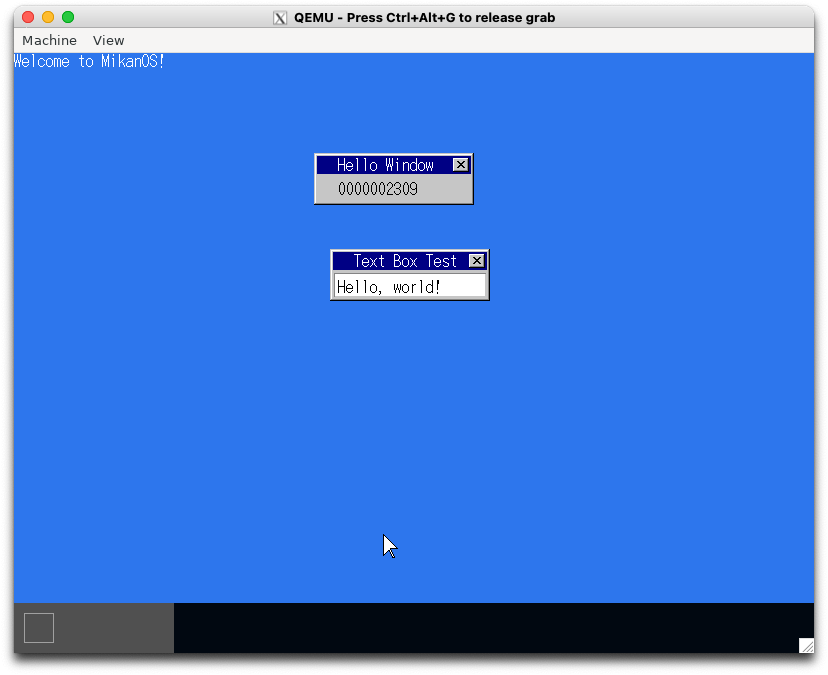 QEMU - Press Ctrl+Alt+G to release grab
Machine View
Welcome to MikanOS!
Hello Window
0000002309
Text Box Test
Hello, world!